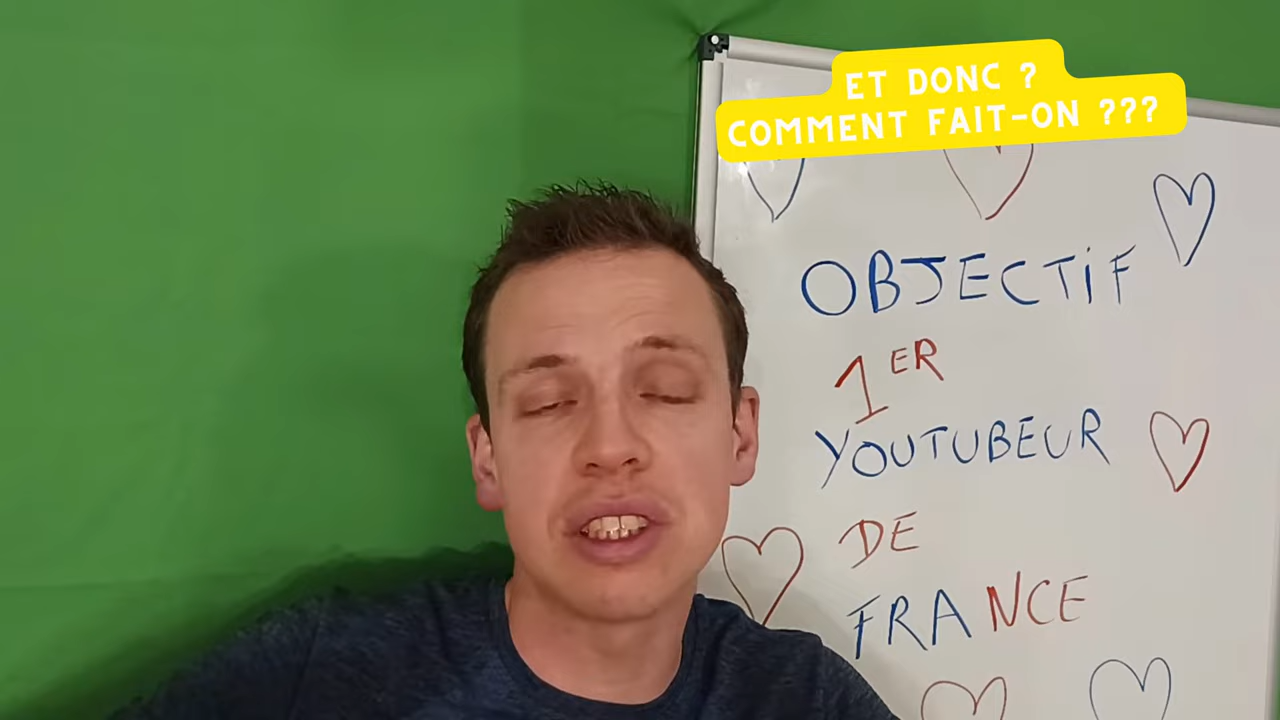 ET DONC ?
COMMENT FAIT-ON ???
OBJECTIF
1ER
YOUTUBEUR
DE
FRANCE